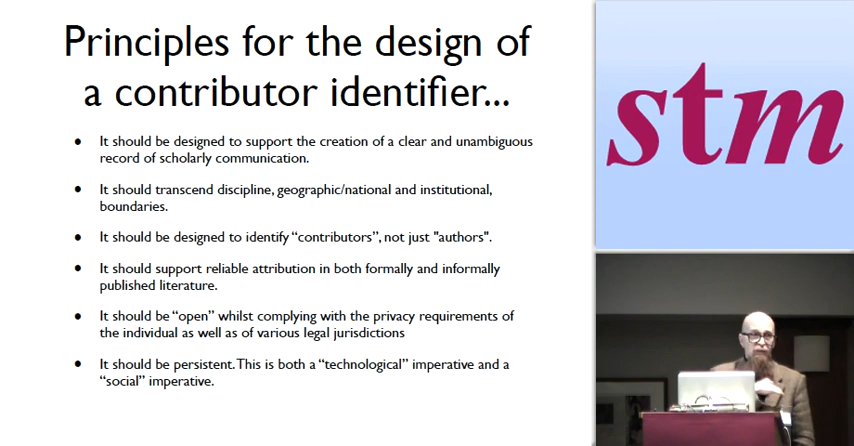 Principles for the design of
a contributor identifier...
• It should be designed to support the creation of a clear and unambiguous
record of scholarly communication.
• It should transcend discipline, geographic/national and institutional,
boundaries.
• It should be designed to identify “contributors”, not just "authors".
• It should support reliable attribution in both formally and informally
published literature.
• It should be “open” whilst complying with the privacy requirements of
the individual as well as of various legal jurisdictions
• It should be persistent. This is both a “technological” imperative and a
“social” imperative.
stm